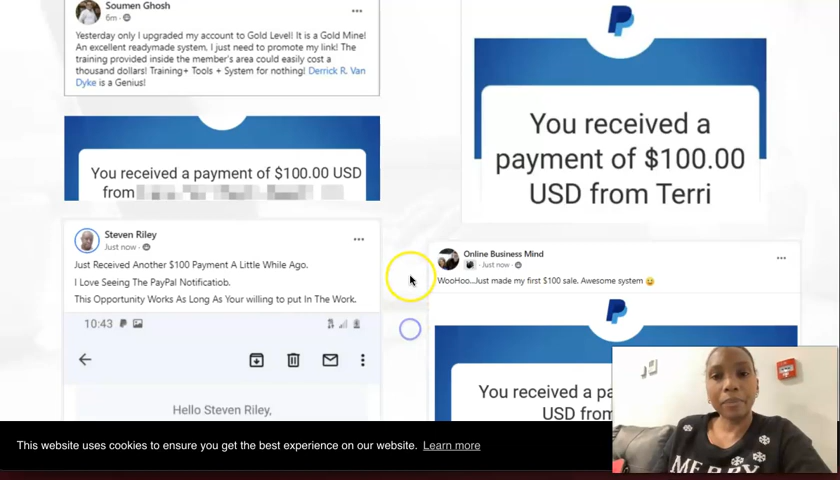 Soumen Ghosh
6m
Yesterday only I upgraded my account to Gold Level! It is a Gold Mine!
An excellent readymade system, I just need to promote my link! The
training provided inside the member's area could easily cost a
thousand dollars! Training+ Tools + System for nothing! Derrick R. Van
Dyke is a Genius!
You received a payment of $100.00 USD
from
You received a
payment of $100.00
USD from Terri
Steven Riley
Just now
Just Received Another $100 Payment A Little While Ago.
I Love Seeing The PayPal Notificatiob.
This Opportunity Works As Long As Your willing to put In The Work.
10:43
Hello Steven Riley,
Online Business Mind
Just now
WooHoo...Just made my first $100 sale. Awesome system
You received a pa
USD from
This website uses cookies to ensure you get the best experience on our website. Learn more
MERRY